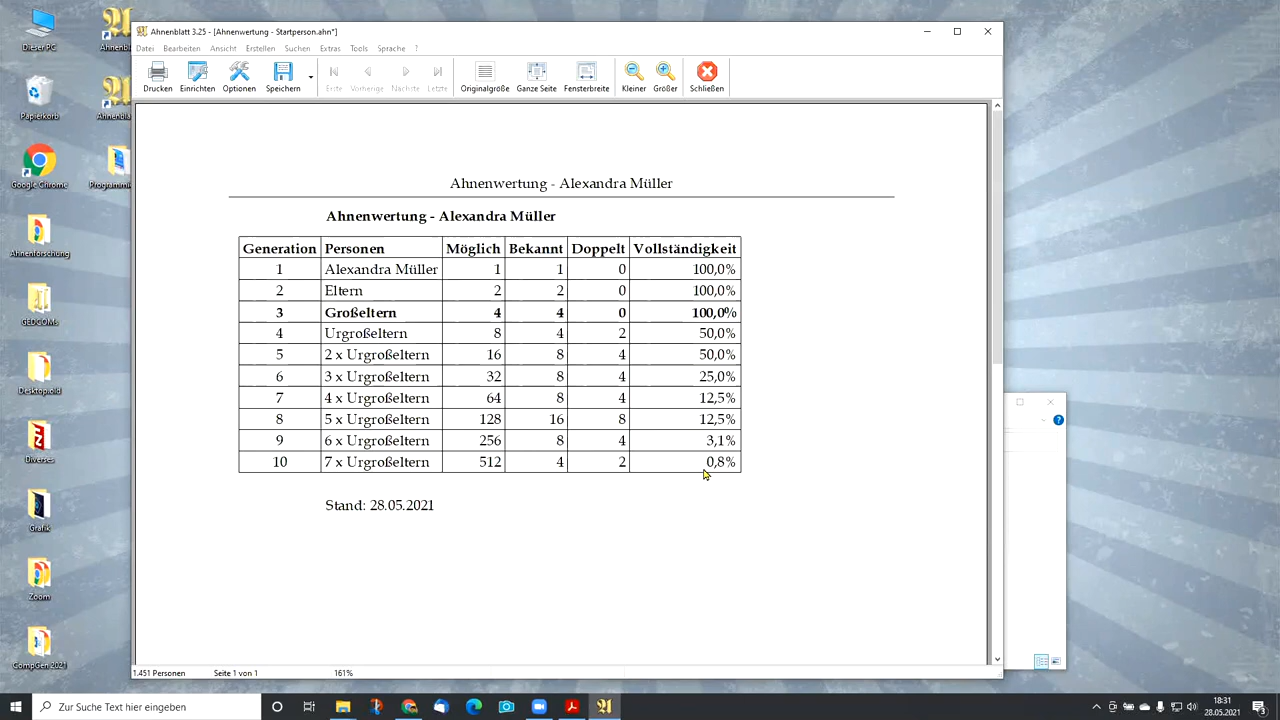 Ahnenblatt 3.25 - [Ahnenwertung - Startperson.ahn*]
Datei Bearbeiten Ansicht Erstellen Suchen Extras Tools Sprache ?
Drucken Einrichten Optionen Speichern Erste Vorherige Nächste Letzte Originalgröße Ganze Seite Fensterbreite Kleiner Größer Schließen
Dieser PC
Papierkorb
Google Chrome
Ahnenforschung
GEDCOMs
Desktop old
Diverses
Grafik
Zoom
CompGen 2021
Ahnenbl
Ahnenbl
Programmi
Ahnenwertung - Alexandra Müller
Ahnenwertung - Alexandra Müller
Generation Personen Möglich Bekannt Doppelt Vollständigkeit
1 Alexandra Müller 1 1 0 100,0%
2 Eltern 2 2 0 100,0%
3 Großeltern 4 4 0 100,0%
4 Urgroßeltern 8 4 2 50,0%
5 2 x Urgroßeltern 16 8 4 50,0%
6 3 x Urgroßeltern 32 8 4 25,0%
7 4 x Urgroßeltern 64 8 4 12,5%
8 5 x Urgroßeltern 128 16 8 12,5%
9 6 x Urgroßeltern 256 8 4 3,1%
10 7 x Urgroßeltern 512 4 2 0,8%
Stand: 28.05.2021
1.451 Personen Seite 1 von 1 161%
Zur Suche Text hier eingeben
18:31
28.05.2021